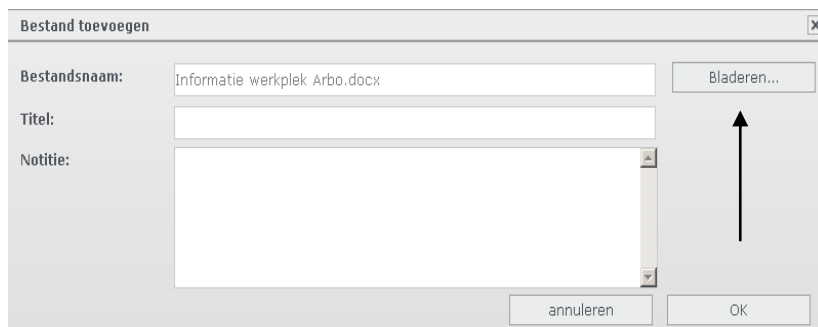 Bestand toevoegen
Bestandsnaam: Informatie werkplek Arbo.docx Bladeren...
Titel:
Notitie:
annuleren OK